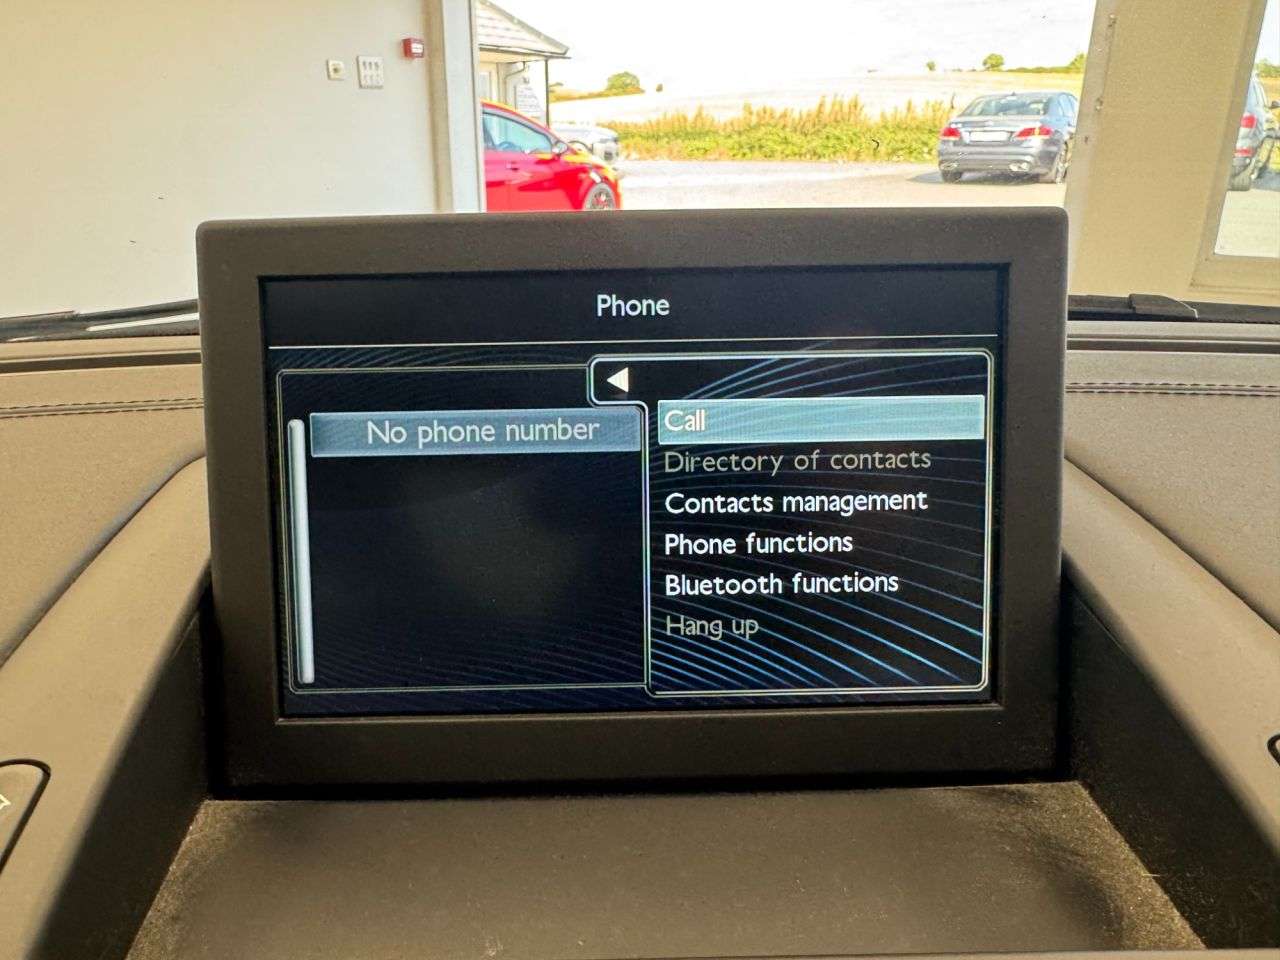 Phone
No phone number
Call
Directory of contacts
Contacts management
Phone functions
Bluetooth functions
Hang up